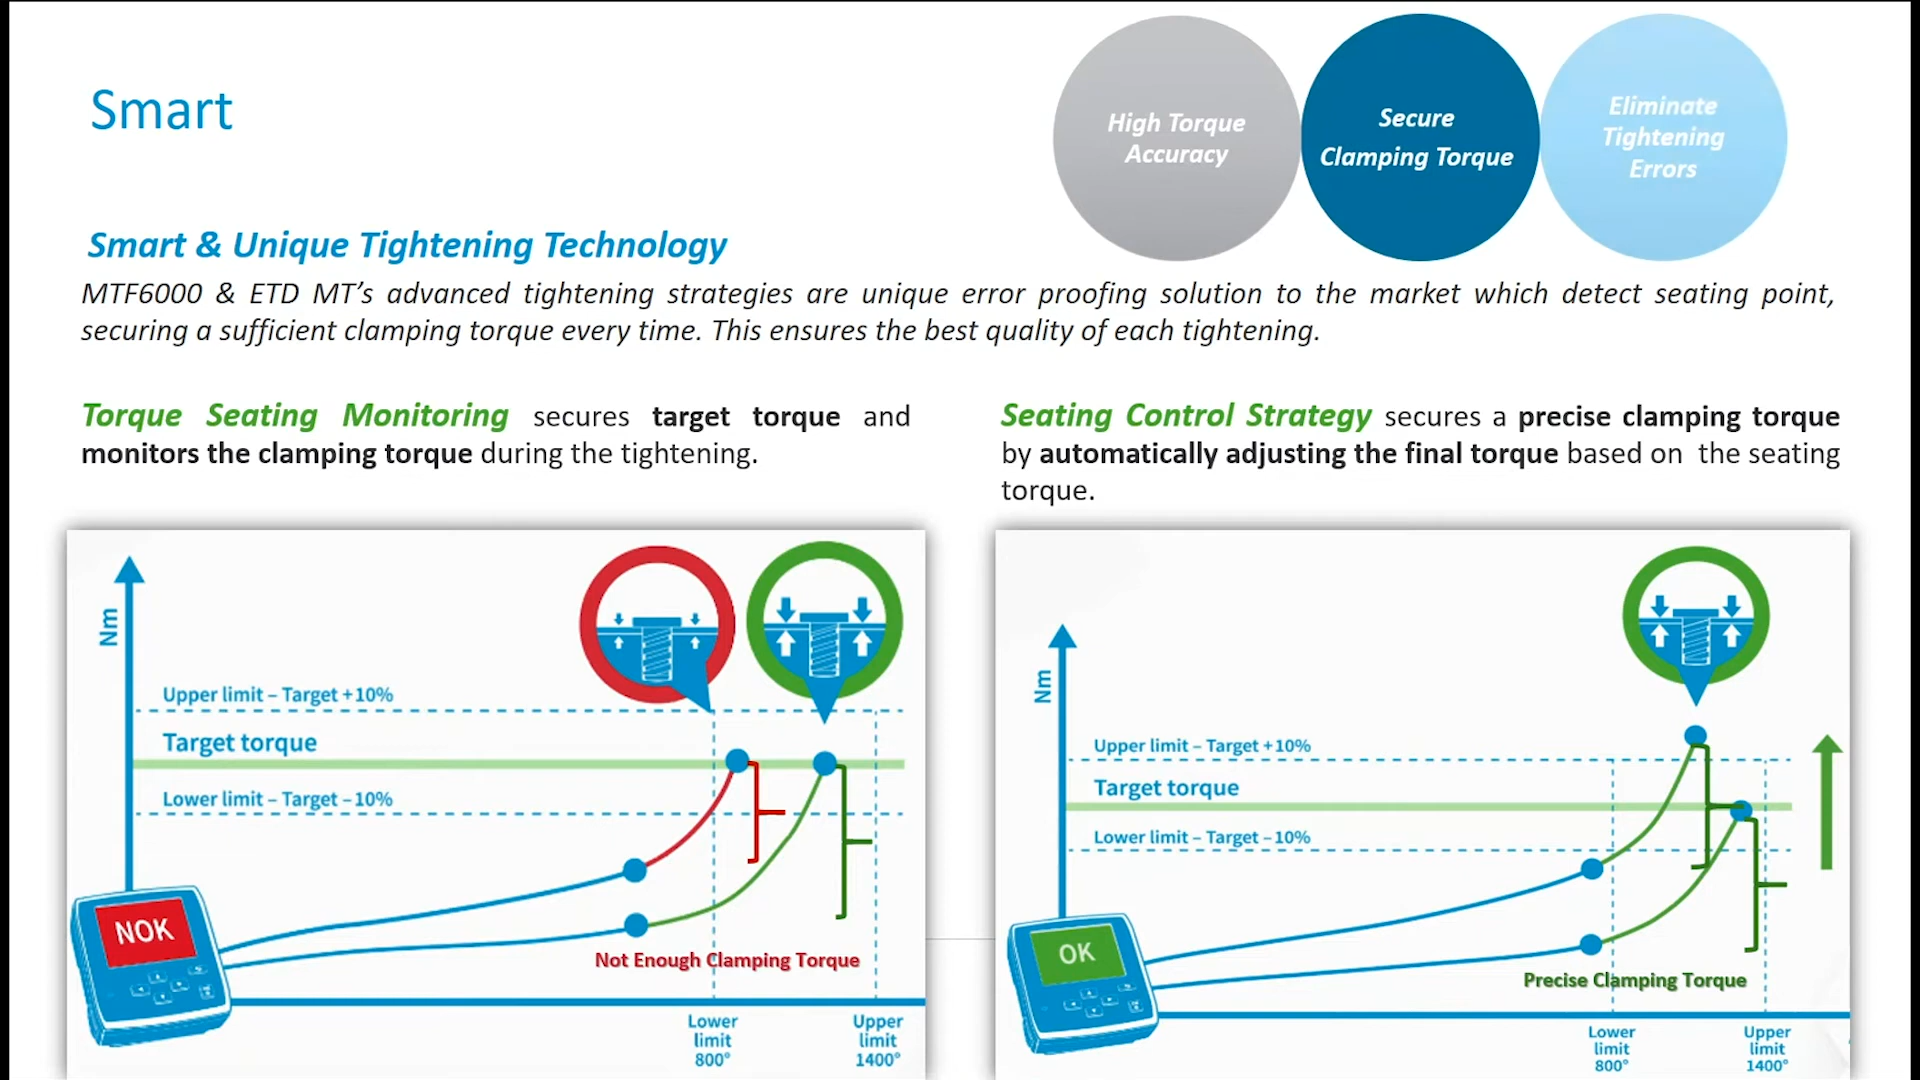 Smart
High Torque
Accuracy
Secure
Clamping Torque
Eliminate
Tightening
Errors
Smart & Unique Tightening Technology
MTF6000 & ETD MT's advanced tightening strategies are unique error proofing solution to the market which detect seating point,
securing a sufficient clamping torque every time. This ensures the best quality of each tightening.
Torque Seating Monitoring secures target torque and
monitors the clamping torque during the tightening.
Seating Control Strategy secures a precise clamping torque
by automatically adjusting the final torque based on the seating
torque.
Nm
Upper limit – Target +10%
Target torque
Lower limit – Target –10%
NOK
Not Enough Clamping Torque
Lower
limit
800°
Upper
limit
1400°
Nm
Upper limit – Target +10%
Target torque
Lower limit – Target –10%
OK
Precise Clamping Torque
Lower
limit
800°
Upper
limit
1400°